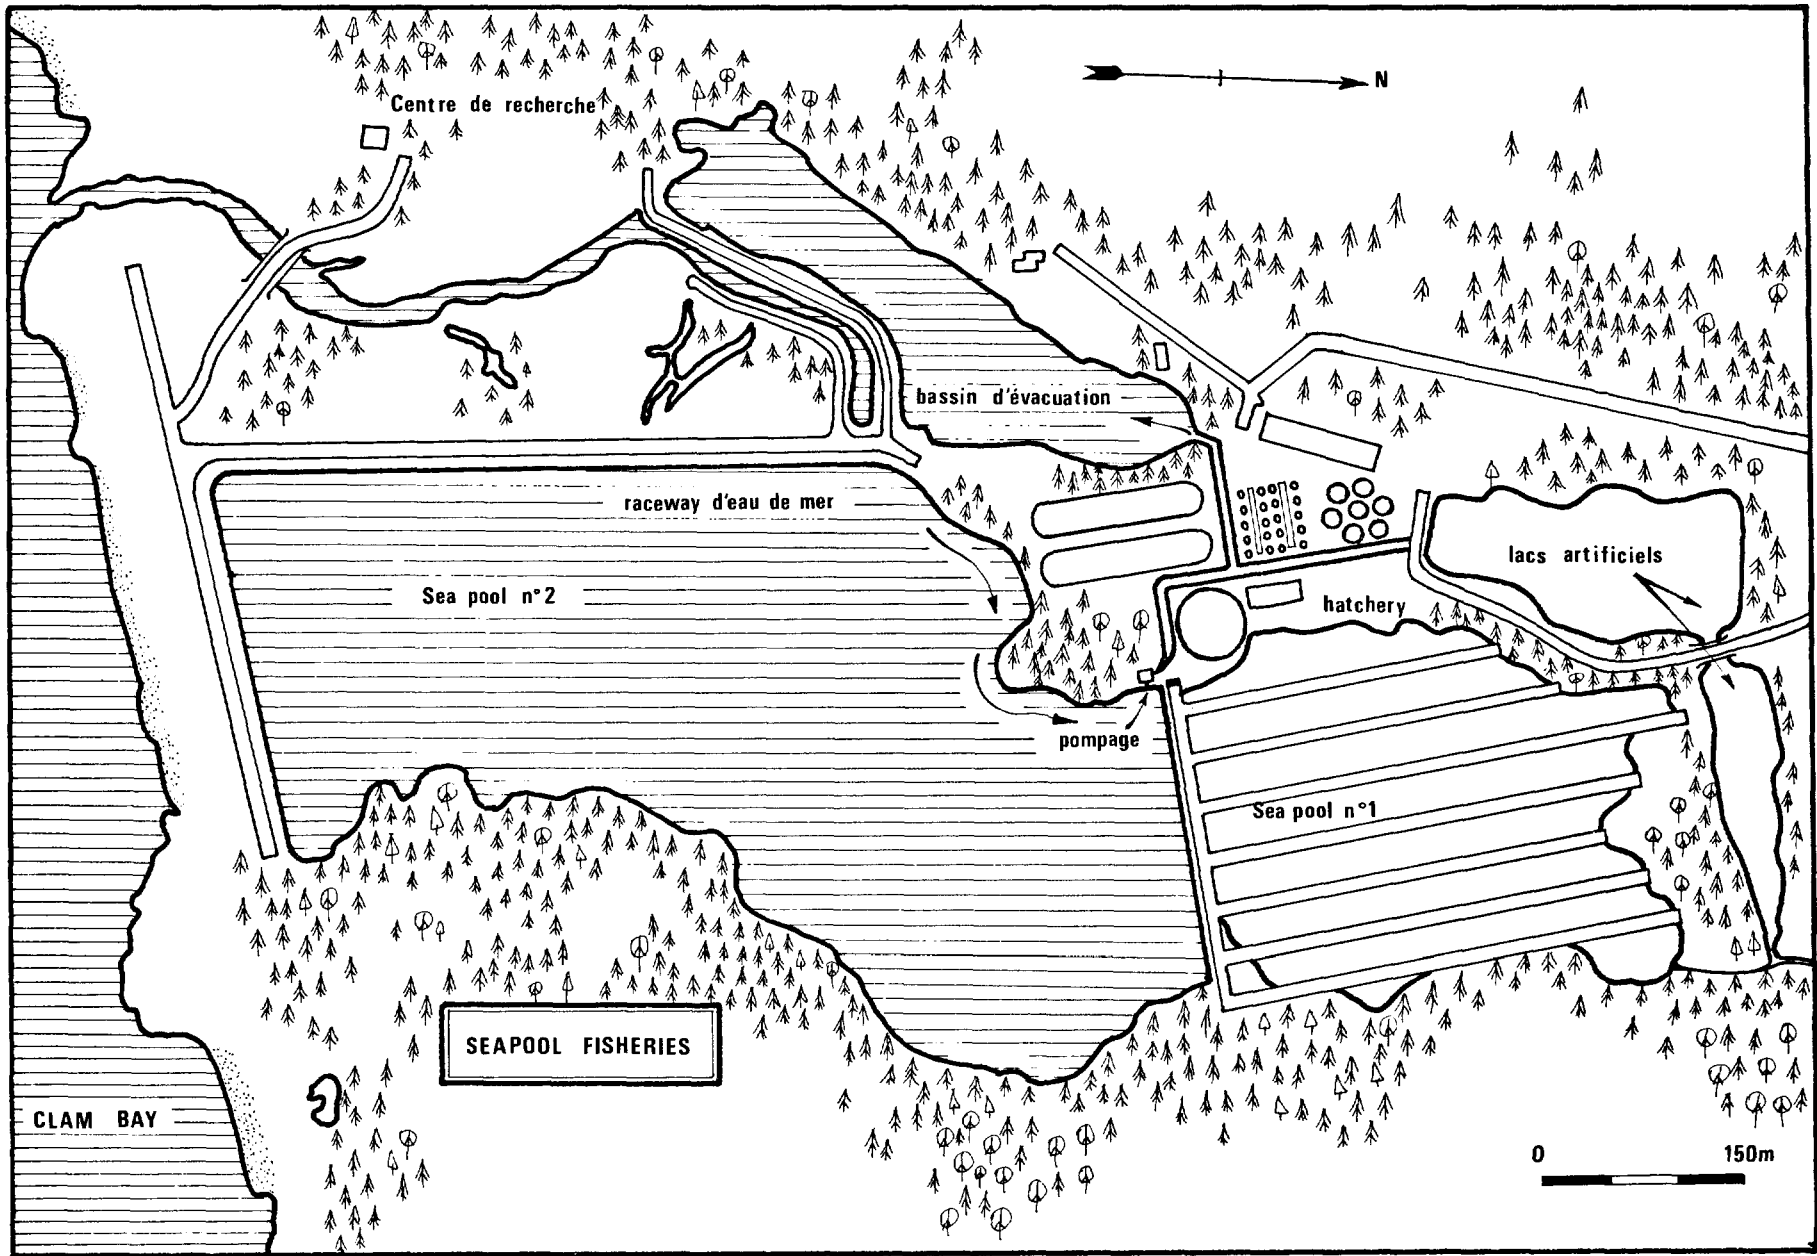 N
Centre de recherche
bassin d'évacuation
raceway d'eau de mer
lacs artificiels
Sea pool n°2
hatchery
pompage
Sea pool n°1
SEAPOOL FISHERIES
CLAM BAY
0 150m